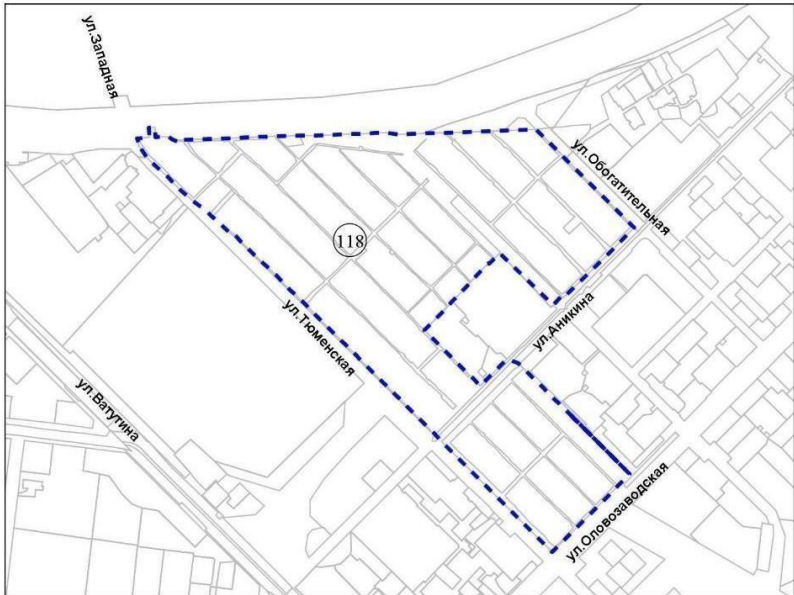 ул.Западная
ул.Обогатительная
118
ул.Аникина
ул.Тюменская
ул.Ватутина
ул.Оловозаводская